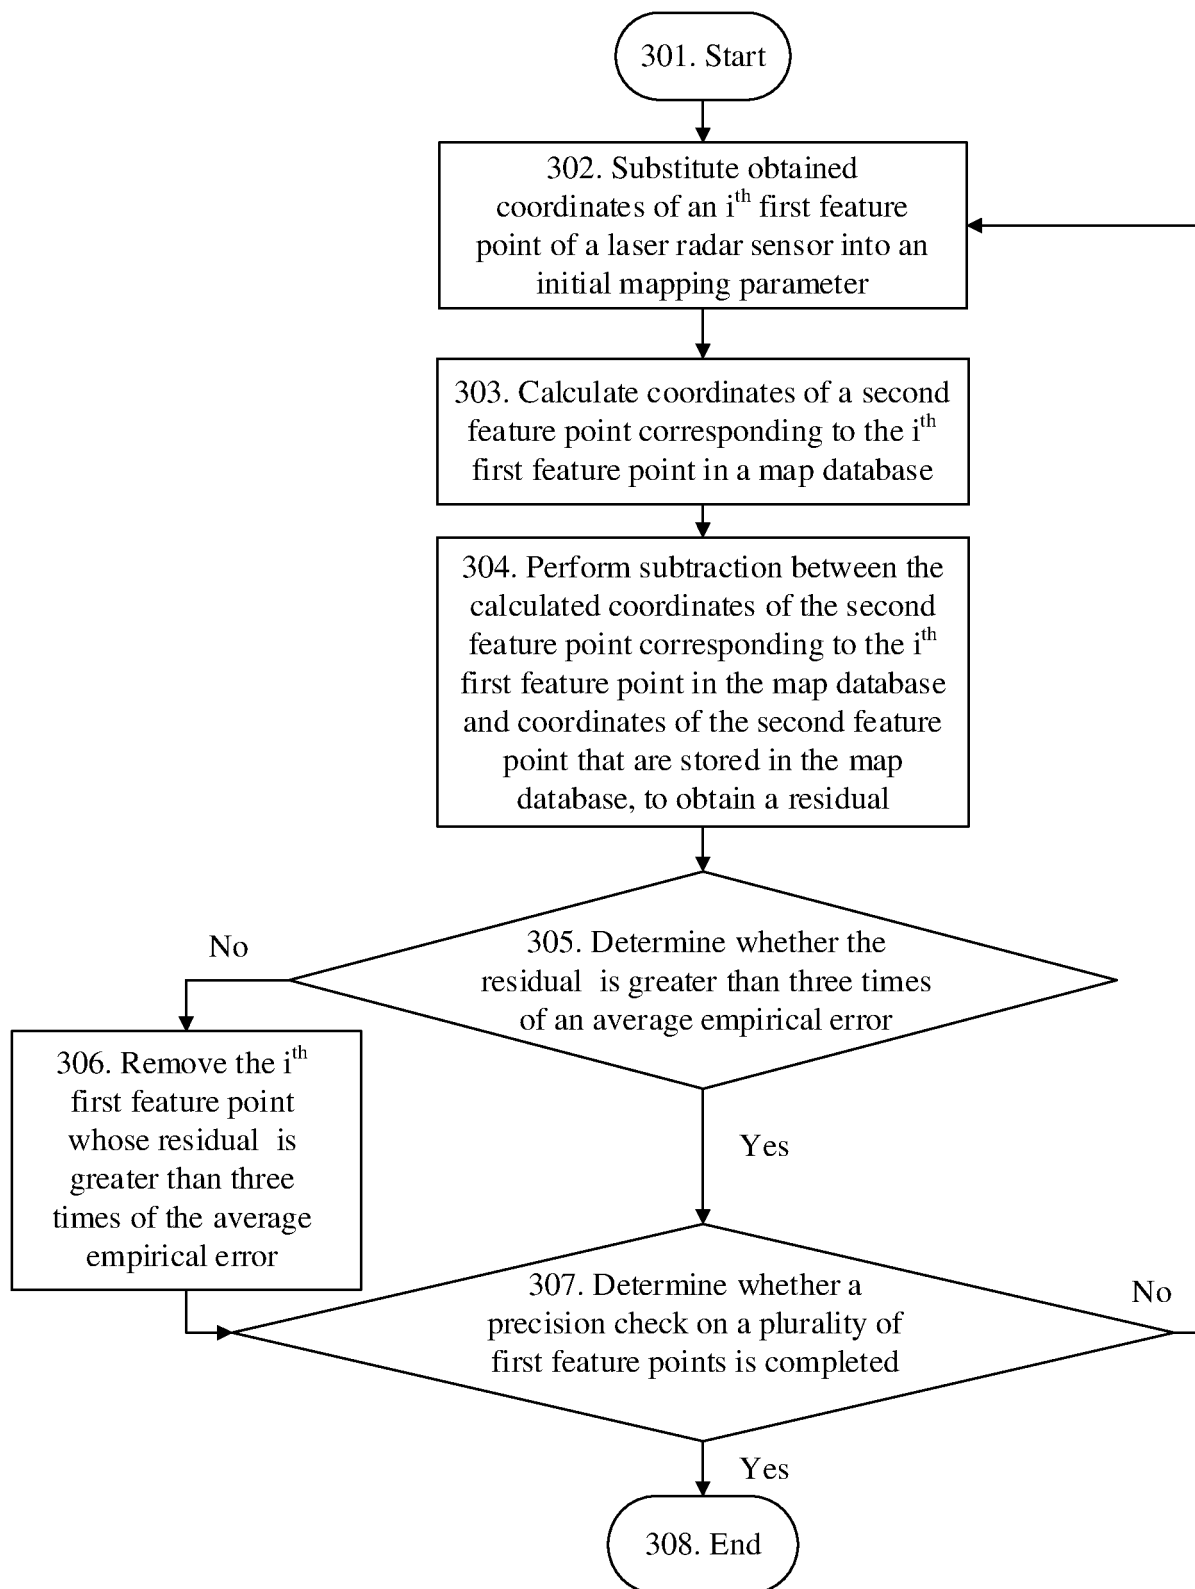 301. Start
302. Substitute obtained
coordinates of an i^th first feature
point of a laser radar sensor into an
initial mapping parameter
303. Calculate coordinates of a second
feature point corresponding to the i^th
first feature point in a map database
304. Perform subtraction between the
calculated coordinates of the second
feature point corresponding to the i^th
first feature point in the map database
and coordinates of the second feature
point that are stored in the map
database, to obtain a residual
No
305. Determine whether the
residual is greater than three times
of an average empirical error
306. Remove the i^th
first feature point
whose residual is
greater than three
times of the average
empirical error
Yes
307. Determine whether a
precision check on a plurality of
first feature points is completed
No
Yes
308. End